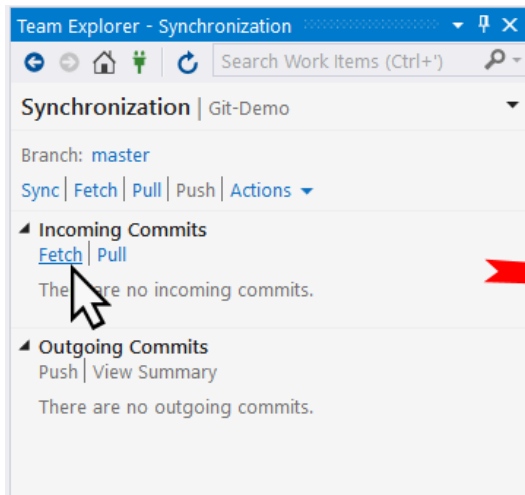 Team Explorer - Synchronization
Search Work Items (Ctrl+')
Synchronization | Git-Demo
Branch: master
Sync | Fetch | Pull | Push | Actions
Incoming Commits
Fetch | Pull
There are no incoming commits.
Outgoing Commits
Push | View Summary
There are no outgoing commits.